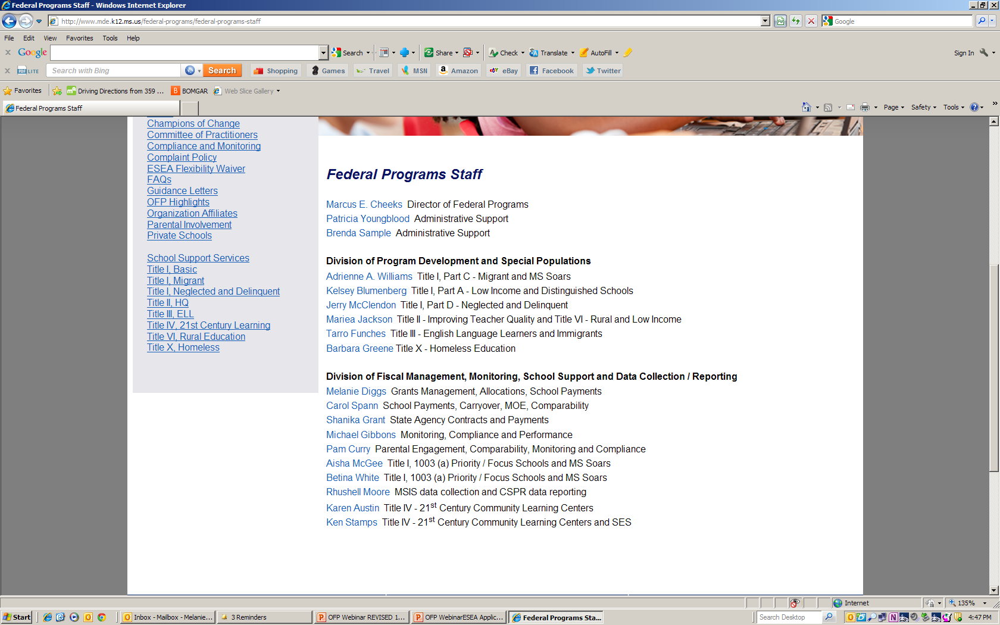 Federal Programs Staff - Windows Internet Explorer
http://www.mde.k12.ms.us/federal-programs/federal-programs-staff
Google
File Edit View Favorites Tools Help
x Google Search Share Check Translate AutoFill Sign In
x PDF LITE Search with Bing Search Shopping Games Travel MSN Amazon eBay Facebook Twitter
Favorites Driving Directions from 359 ... BOMGAR Web Slice Gallery
Federal Programs Staff Page Safety Tools
Champions of Change
Committee of Practitioners
Compliance and Monitoring
Complaint Policy
ESEA Flexibility Waiver
FAQs
Guidance Letters
OFP Highlights
Organization Affiliates
Parental Involvement
Private Schools
School Support Services
Title I, Basic
Title I, Migrant
Title I, Neglected and Delinquent
Title II, HQ
Title III, ELL
Title IV, 21st Century Learning
Title VI, Rural Education
Title X, Homeless
Federal Programs Staff
Marcus E. Cheeks Director of Federal Programs
Patricia Youngblood Administrative Support
Brenda Sample Administrative Support
Division of Program Development and Special Populations
Adrienne A. Williams Title I, Part C - Migrant and MS Soars
Kelsey Blumenberg Title I, Part A - Low Income and Distinguished Schools
Jerry McClendon Title I, Part D - Neglected and Delinquent
Mariea Jackson Title II - Improving Teacher Quality and Title VI - Rural and Low Income
Tarro Funches Title III - English Language Learners and Immigrants
Barbara Greene Title X - Homeless Education
Division of Fiscal Management, Monitoring, School Support and Data Collection / Reporting
Melanie Diggs Grants Management, Allocations, School Payments
Carol Spann School Payments, Carryover, MOE, Comparability
Shanika Grant State Agency Contracts and Payments
Michael Gibbons Monitoring, Compliance and Performance
Pam Curry Parental Engagement, Comparability, Monitoring and Compliance
Aisha McGee Title I, 1003 (a) Priority / Focus Schools and MS Soars
Betina White Title I, 1003 (a) Priority / Focus Schools and MS Soars
Rhushell Moore MSIS data collection and CSPR data reporting
Karen Austin Title IV - 21st Century Community Learning Centers
Ken Stamps Title IV - 21st Century Community Learning Centers and SES
Internet 135%
Start Inbox - Mailbox - Melanie... 3 Reminders OFP Webinar REVISED 1... OFP WebinarESEA Applic... Federal Programs Sta... Search Desktop 4:47 PM